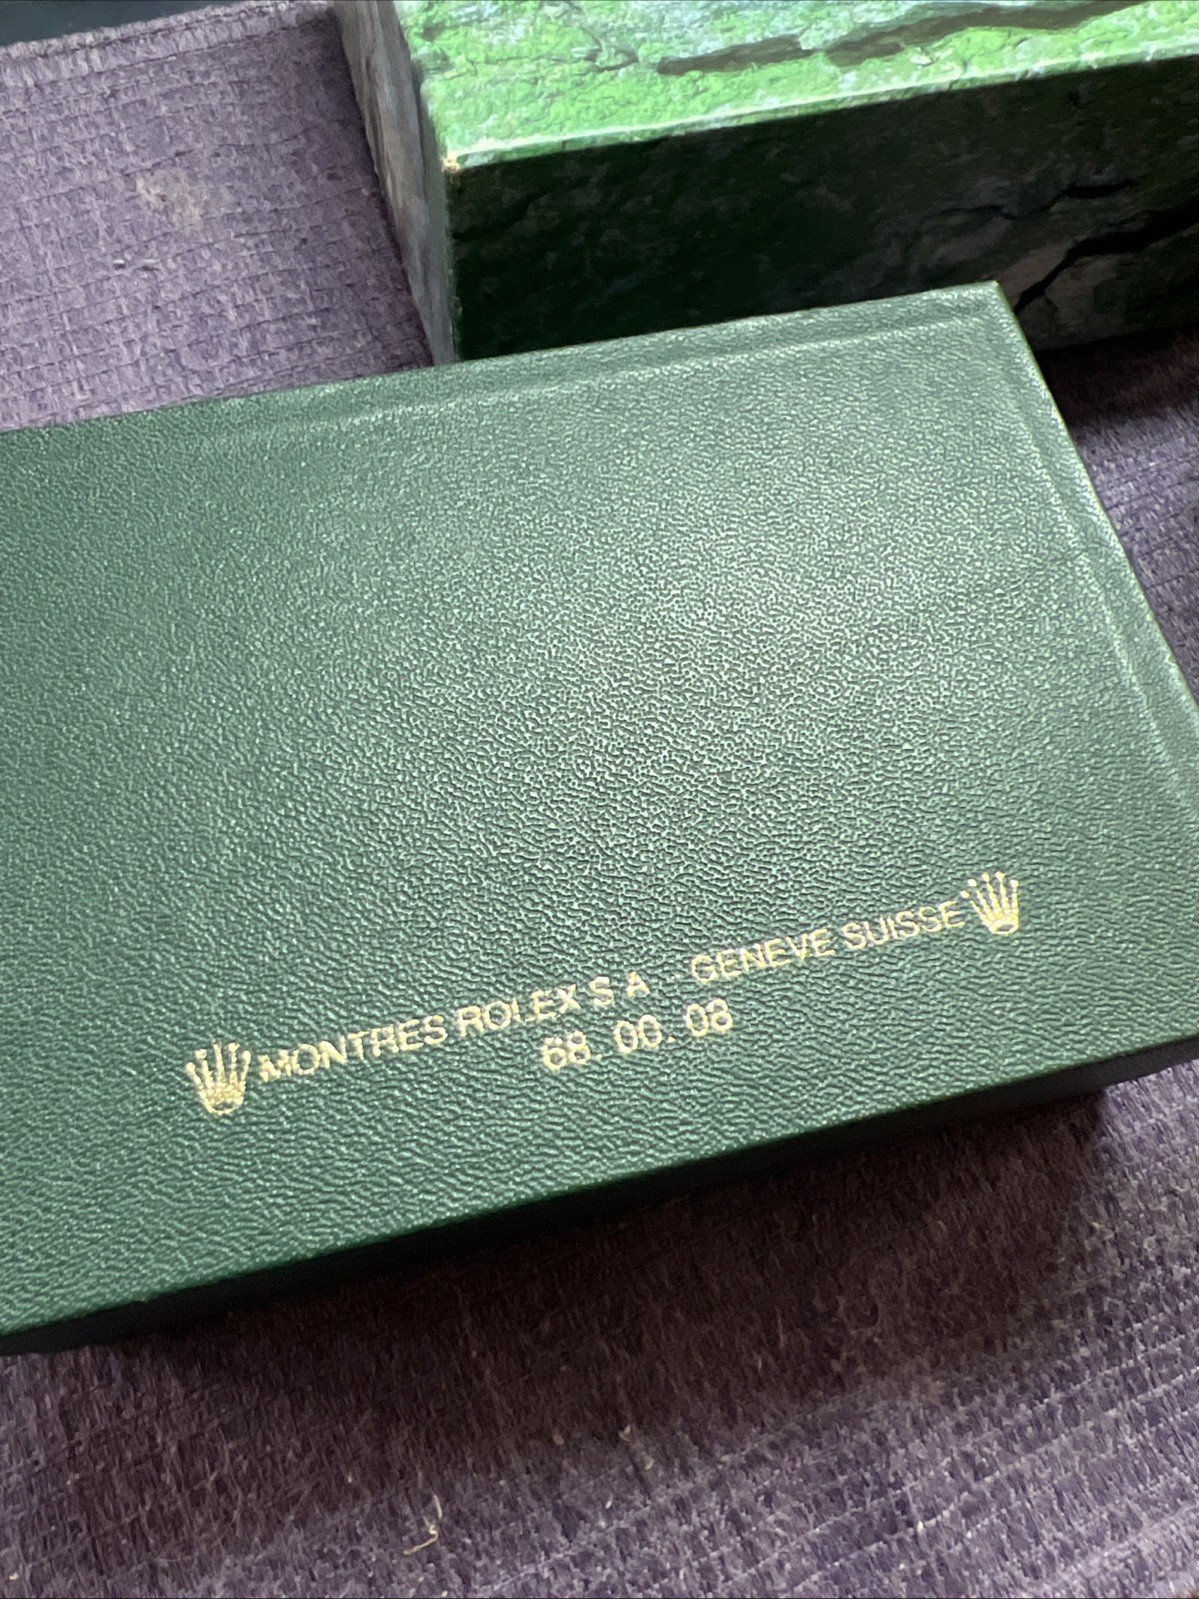 MONTRES ROLEX S A - GENEVE SUISSE
68. 00. 08